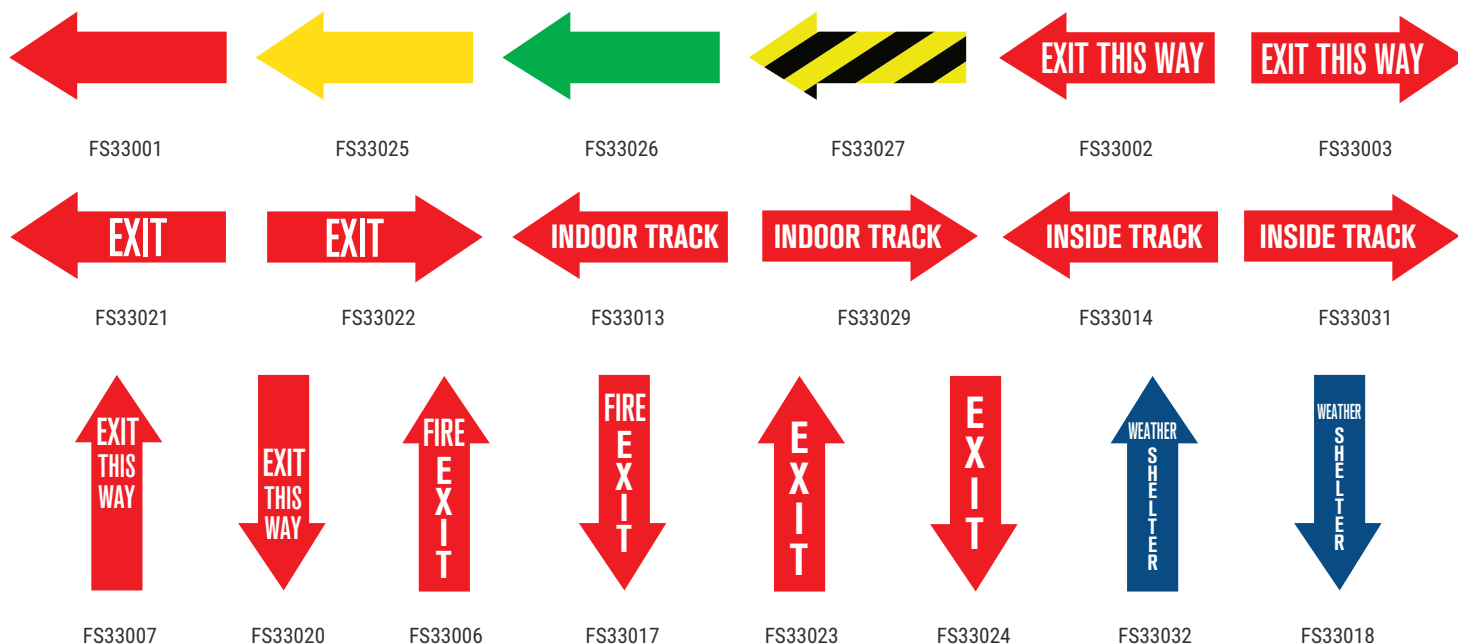 EXIT THIS WAY
EXIT THIS WAY
FS33001
FS33025
FS33026
FS33027
FS33002
FS33003
EXIT
EXIT
INDOOR TRACK
INDOOR TRACK
INSIDE TRACK
INSIDE TRACK
FS33021
FS33022
FS33013
FS33029
FS33014
FS33031
EXIT
THIS
WAY
EXIT
THIS
WAY
FIRE
EXIT
FIRE
EXIT
EXIT
EXIT
WEATHER
SHELTER
WEATHER
SHELTER
FS33007
FS33020
FS33006
FS33017
FS33023
FS33024
FS33032
FS33018